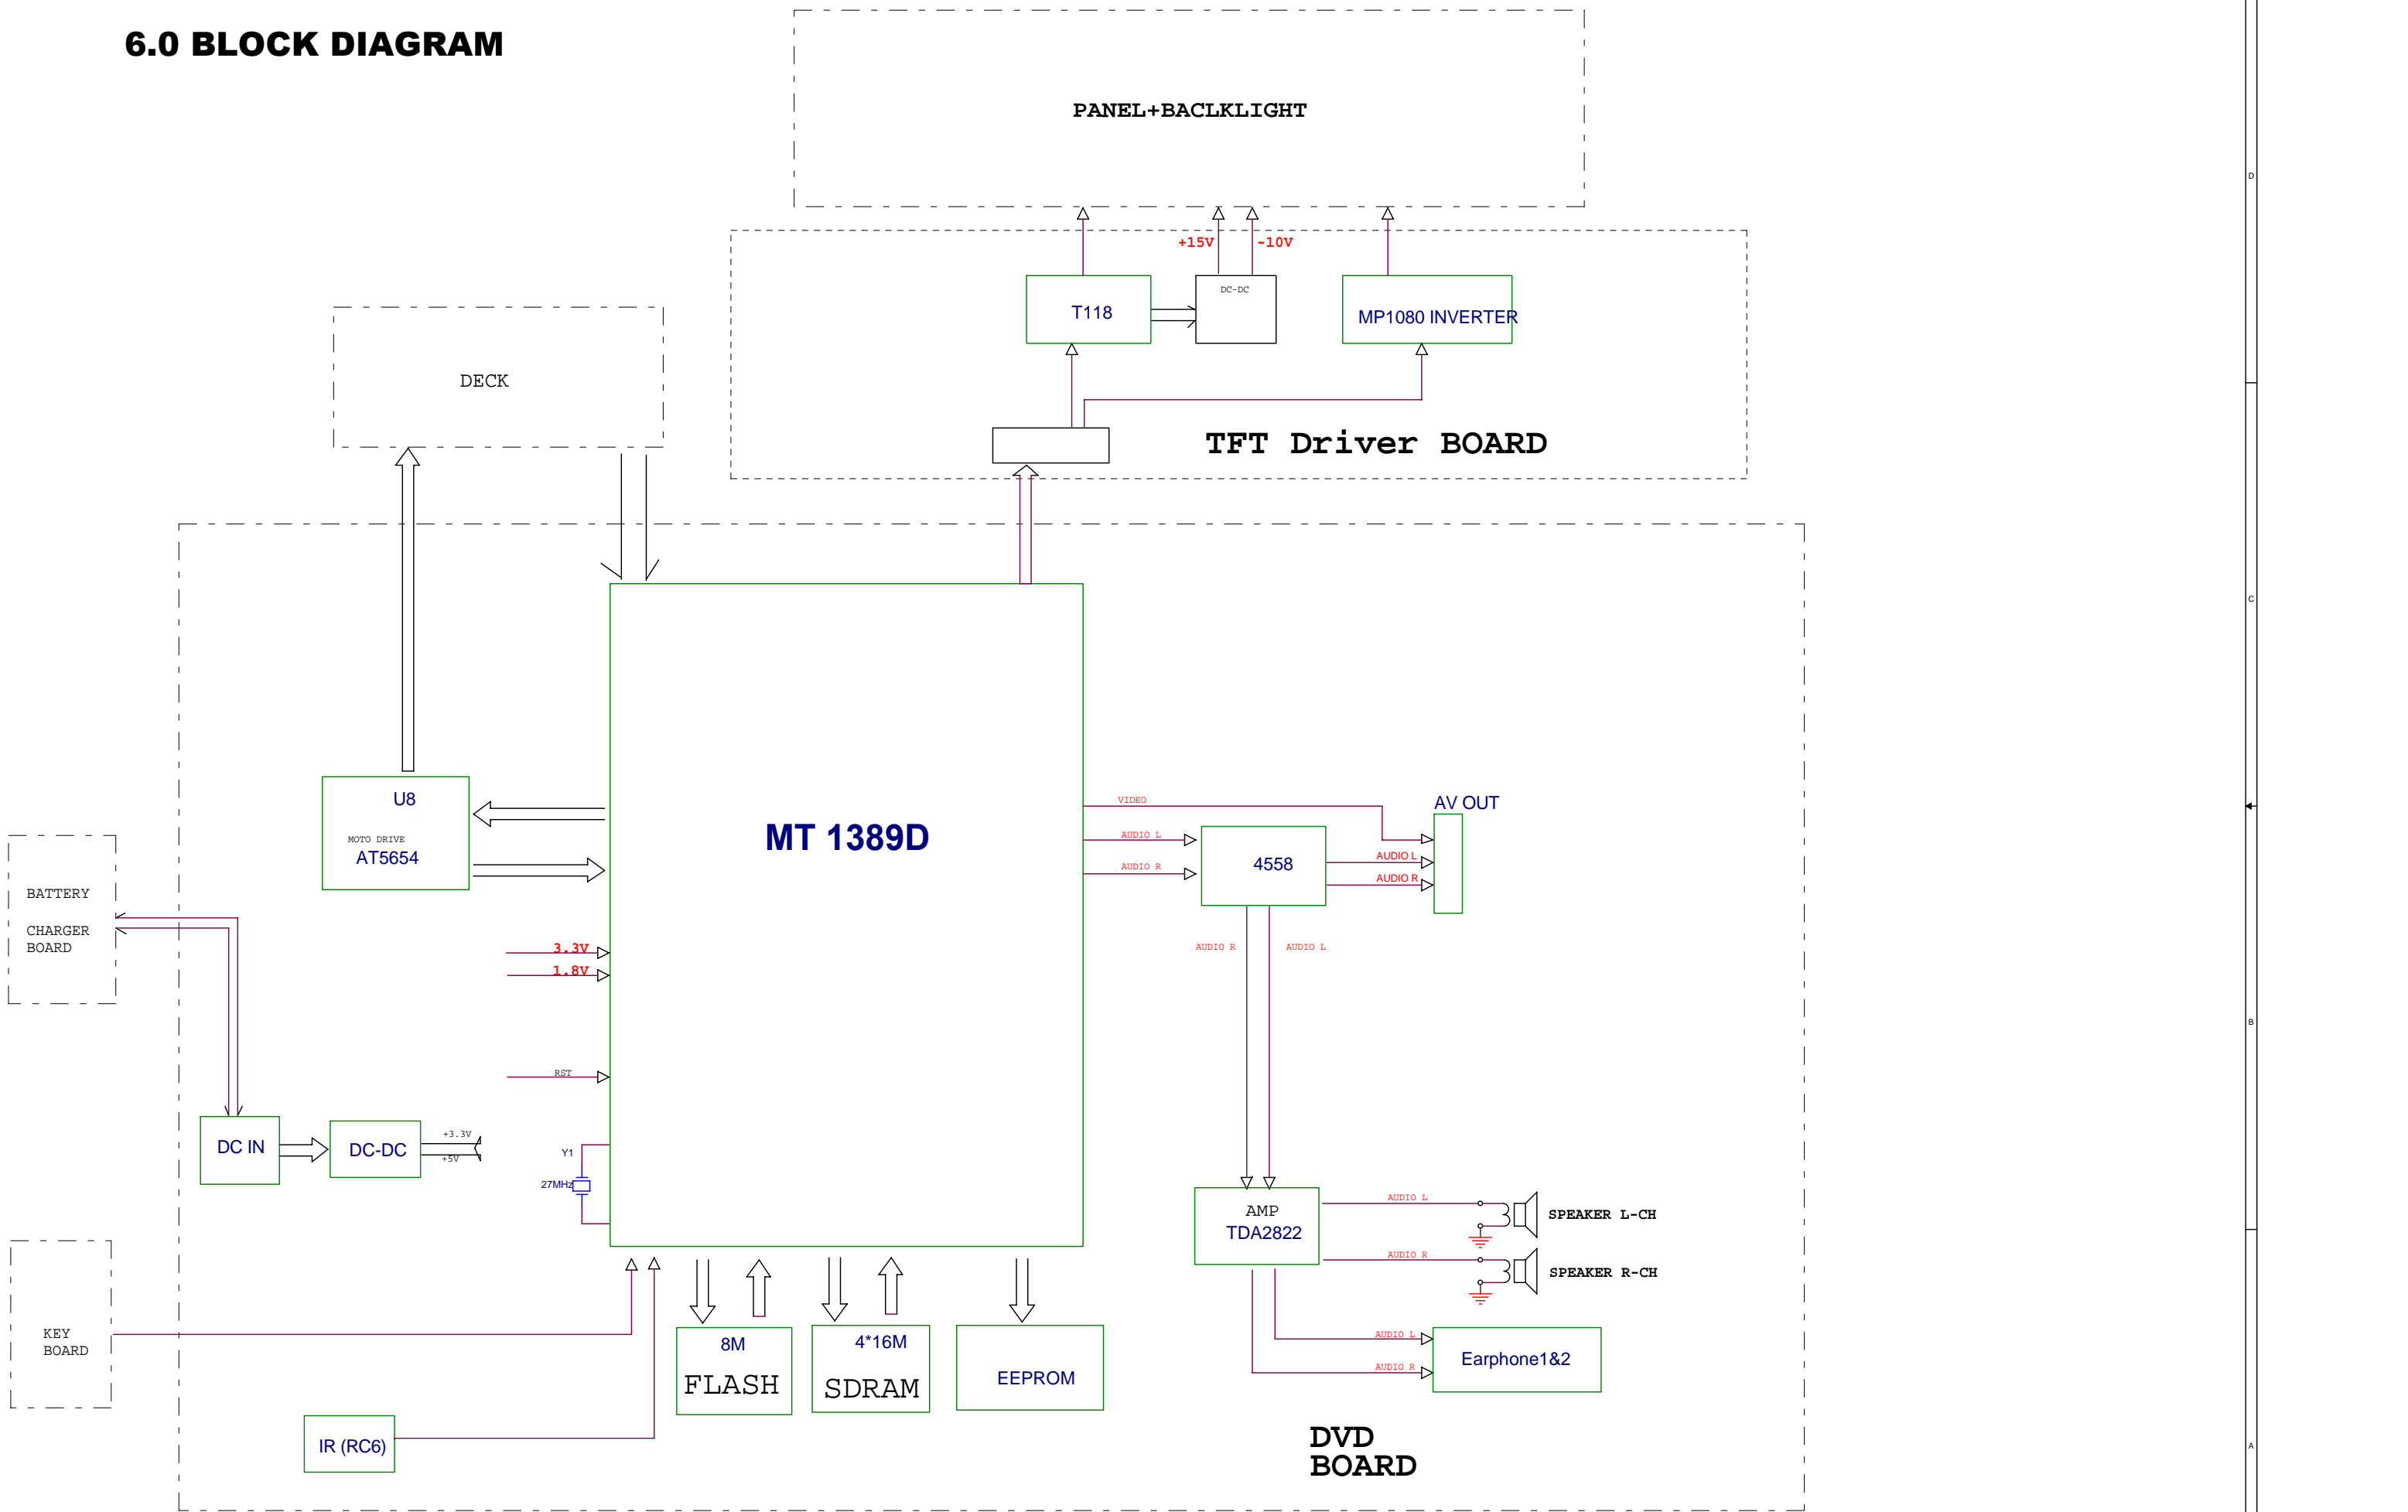 6.0 BLOCK DIAGRAM
PANEL+BACLKLIGHT
D
+15V
-10V
DC-DC
T118
MP1080 INVERTER
DECK
TFT Driver BOARD
C
U8
MOTO DRIVE
AT5654
MT 1389D
VIDEO
AUDIO L
AUDIO R
4558
AV OUT
AUDIO L
AUDIO R
BATTERY
CHARGER
BOARD
3.3V
1.8V
AUDIO R
AUDIO L
B
RST
DC IN
DC-DC
+3.3V
+5V
Y1
27MHz
AMP
TDA2822
AUDIO L
SPEAKER L-CH
AUDIO R
SPEAKER R-CH
KEY
BOARD
8M
FLASH
4*16M
SDRAM
EEPROM
AUDIO L
AUDIO R
Earphone1&2
IR (RC6)
DVD
BOARD
A